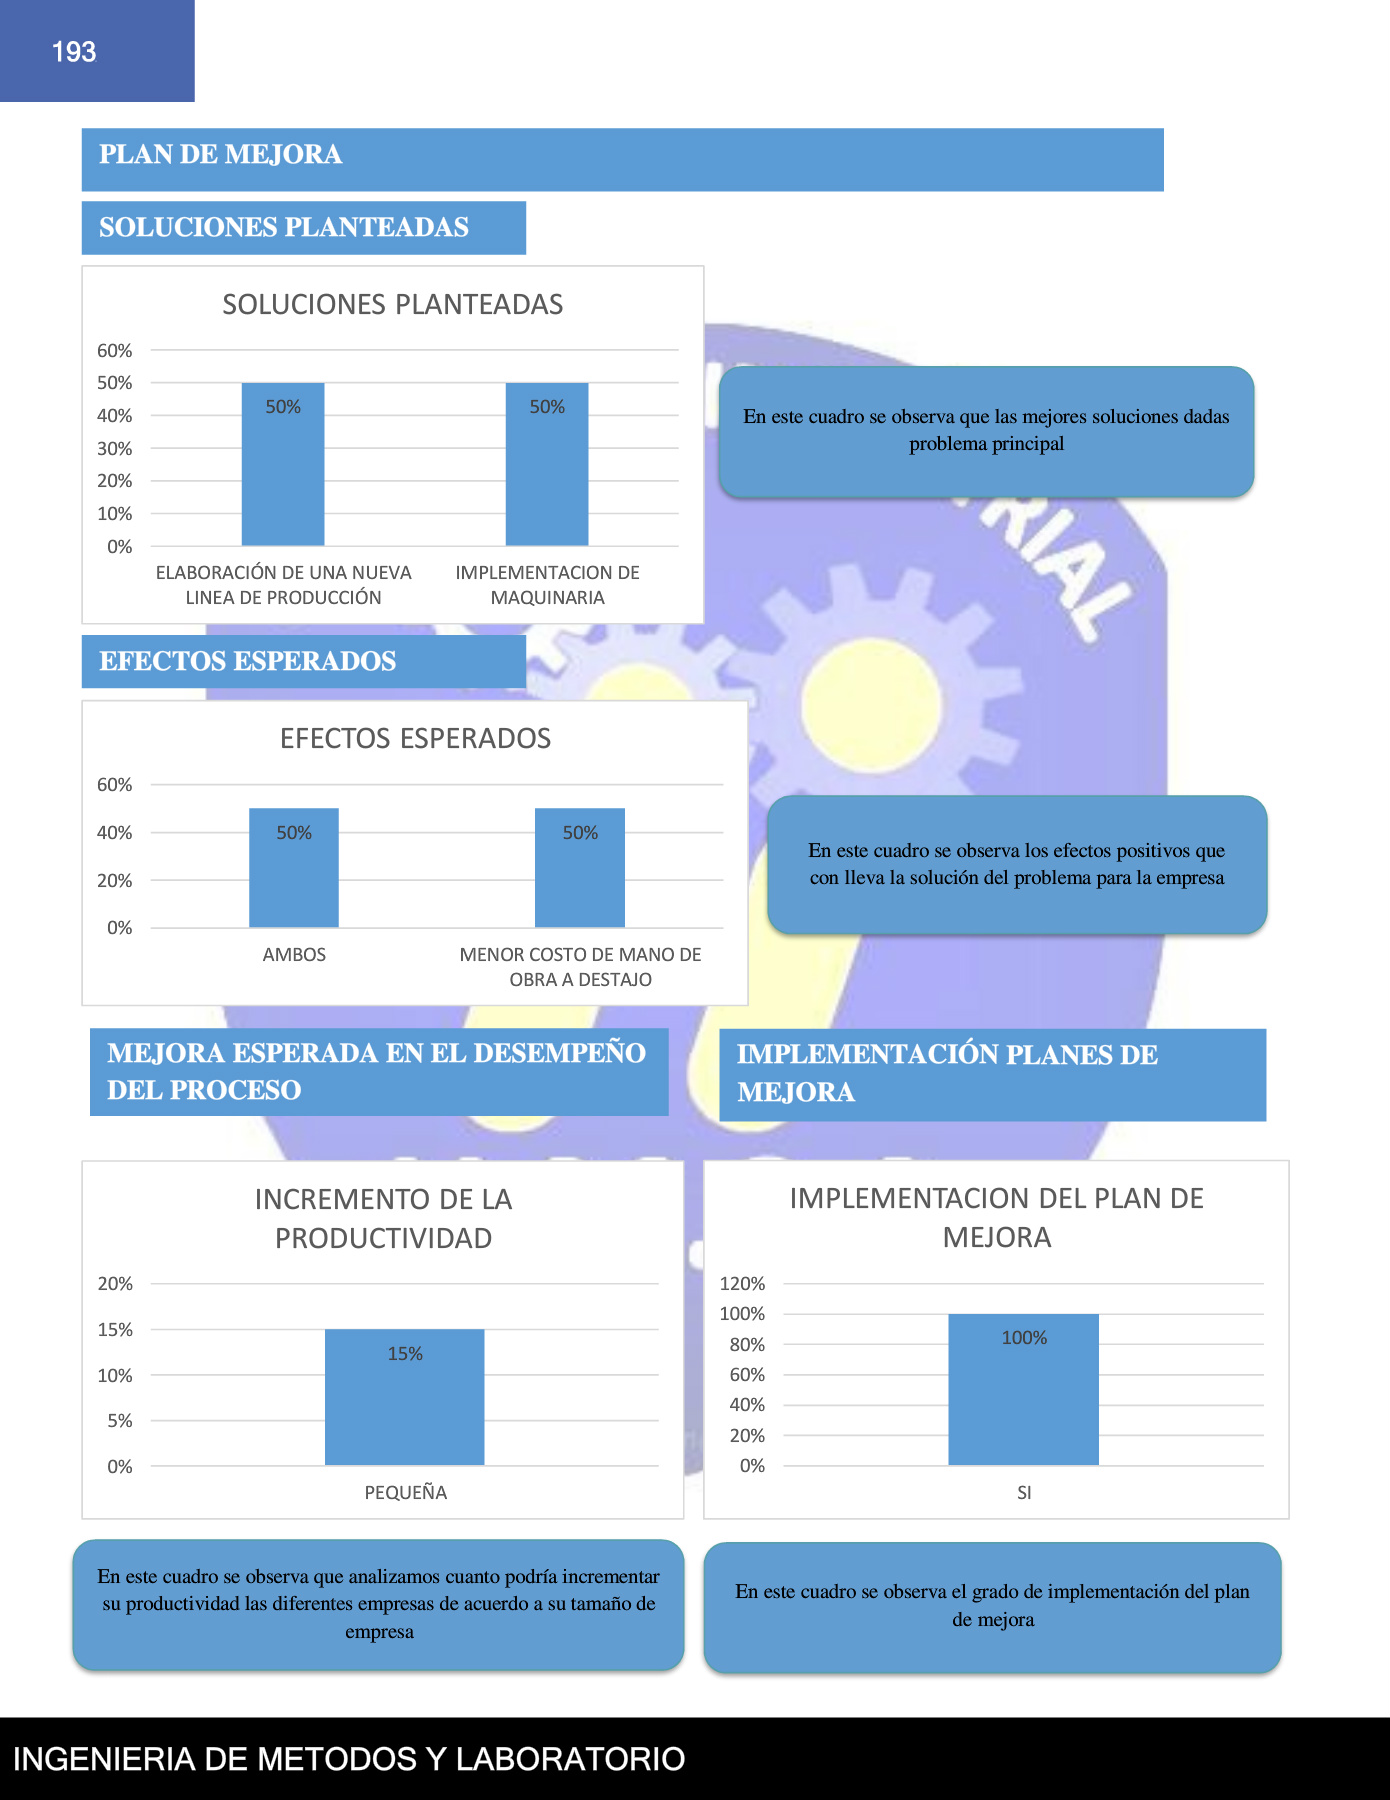 193
PLAN DE MEJORA
SOLUCIONES PLANTEADAS
SOLUCIONES PLANTEADAS
60%
50%
40%
30%
20%
10%
0%
50%
50%
ELABORACIÓN DE UNA NUEVA
LINEA DE PRODUCCIÓN
IMPLEMENTACION DE
MAQUINARIA
En este cuadro se observa que las mejores soluciones dadas
problema principal
EFECTOS ESPERADOS
EFECTOS ESPERADOS
60%
40%
20%
0%
50%
50%
AMBOS
MENOR COSTO DE MANO DE
OBRA A DESTAJO
En este cuadro se observa los efectos positivos que
con lleva la solución del problema para la empresa
MEJORA ESPERADA EN EL DESEMPEÑO
DEL PROCESO
IMPLEMENTACIÓN PLANES DE
MEJORA
INCREMENTO DE LA
PRODUCTIVIDAD
20%
15%
10%
5%
0%
15%
PEQUEÑA
IMPLEMENTACION DEL PLAN DE
MEJORA
120%
100%
80%
60%
40%
20%
0%
100%
SI
En este cuadro se observa que analizamos cuanto podría incrementar
su productividad las diferentes empresas de acuerdo a su tamaño de
empresa
En este cuadro se observa el grado de implementación del plan
de mejora
INGENIERIA DE METODOS Y LABORATORIO